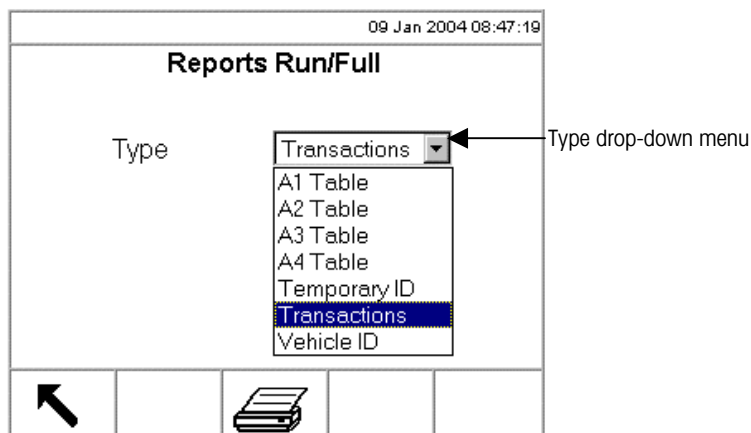 09 Jan 2004 08:47:19
Reports Run/Full
Type Transactions Type drop-down menu
A1 Table
A2 Table
A3 Table
A4 Table
Temporary ID
Transactions
Vehicle ID